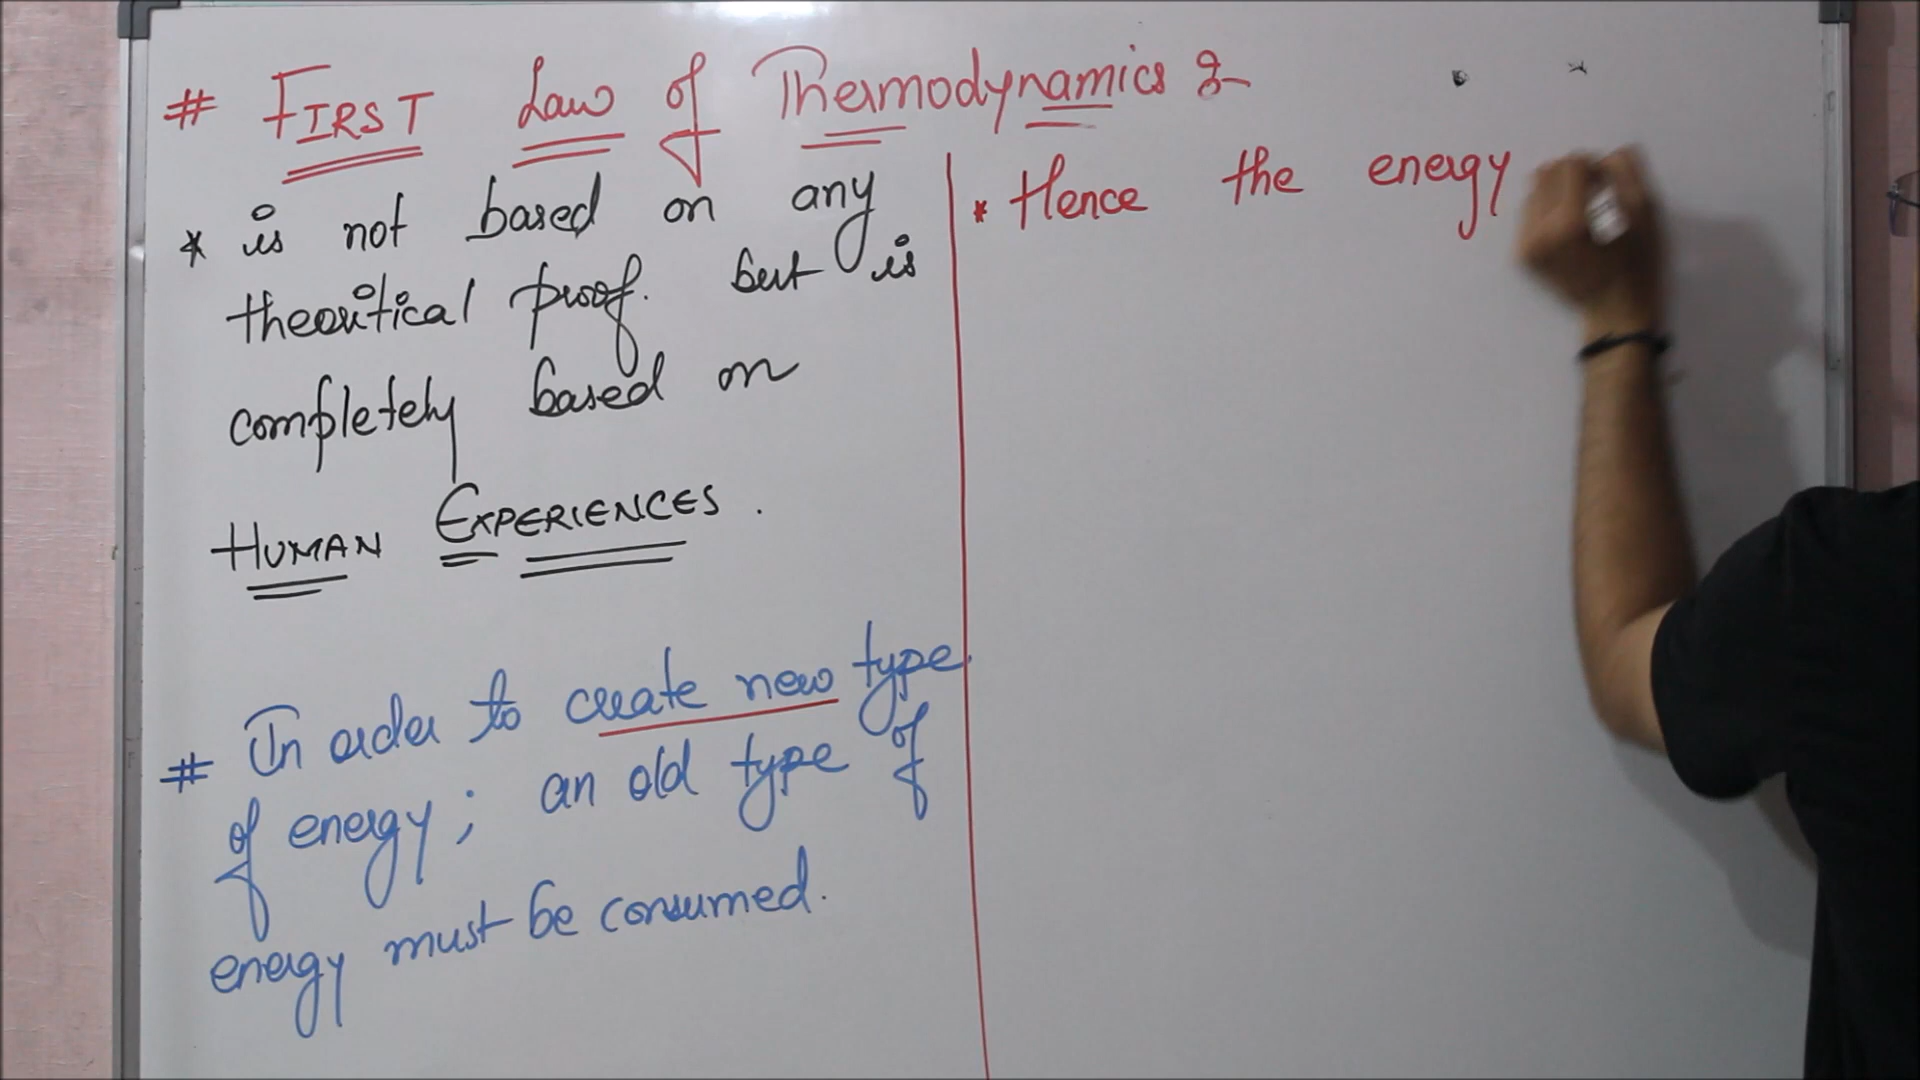 # FIRST Law of Thermodynamics :-
* is not based on any
theoritical proof. but is
completely based on
HUMAN EXPERIENCES.
# In order to create new type
of energy; an old type of
energy must be consumed.
* Hence the energy